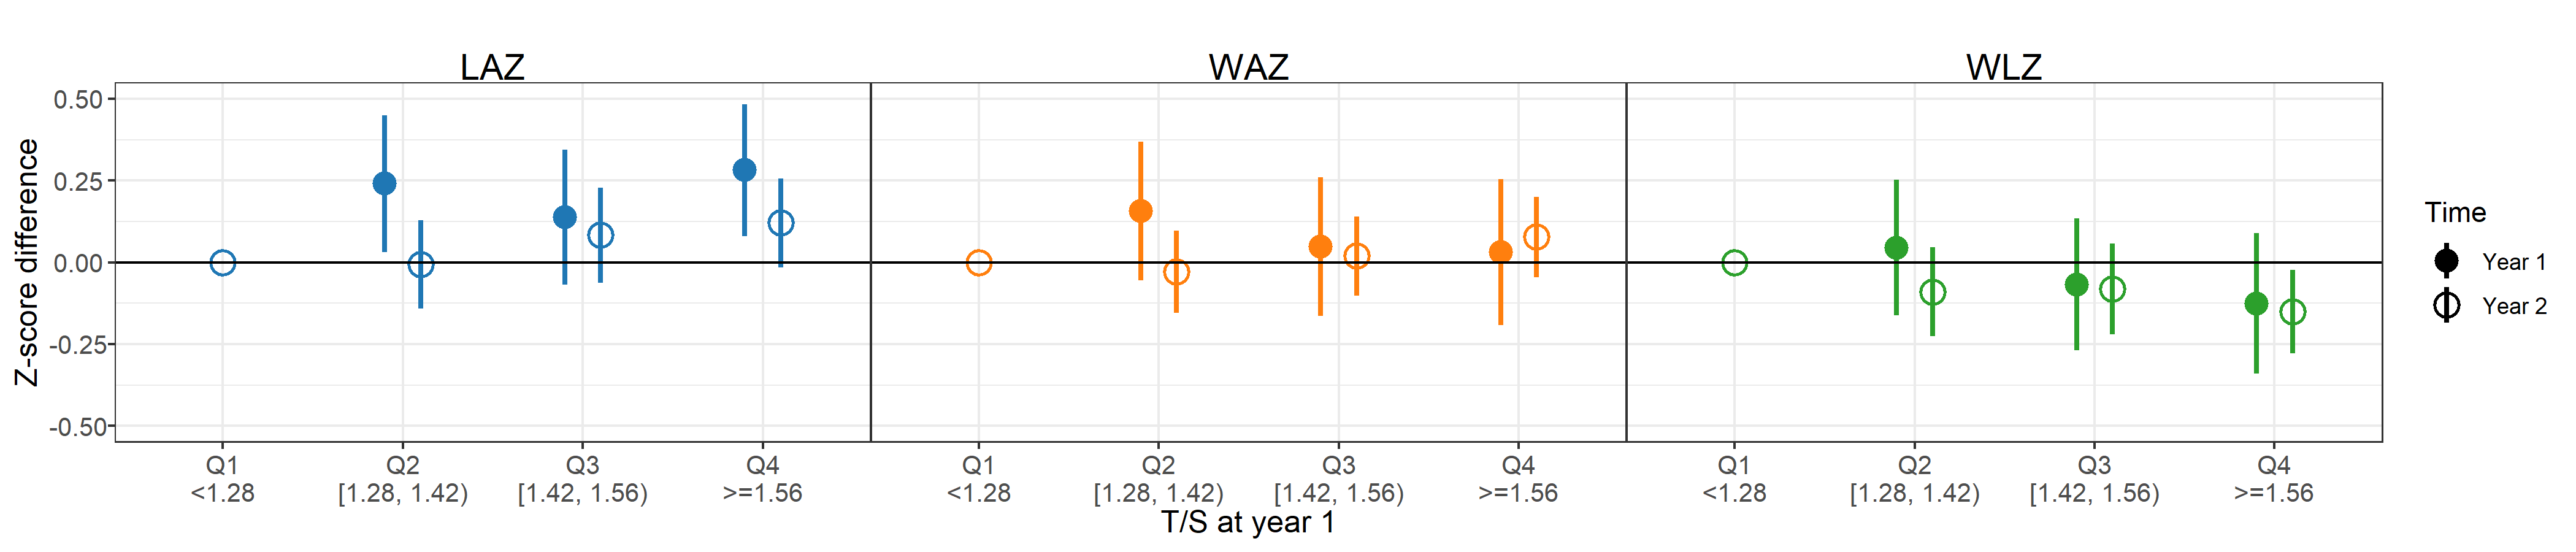 LAZ WAZ WLZ
Z-score difference
0.50
0.25
0.00
-0.25
-0.50
Q1 Q2 Q3 Q4 Q1 Q2 Q3 Q4 Q1 Q2 Q3 Q4
<1.28 [1.28, 1.42) [1.42, 1.56) >=1.56 <1.28 [1.28, 1.42) [1.42, 1.56) >=1.56 <1.28 [1.28, 1.42) [1.42, 1.56) >=1.56
T/S at year 1
Time
Year 1
Year 2